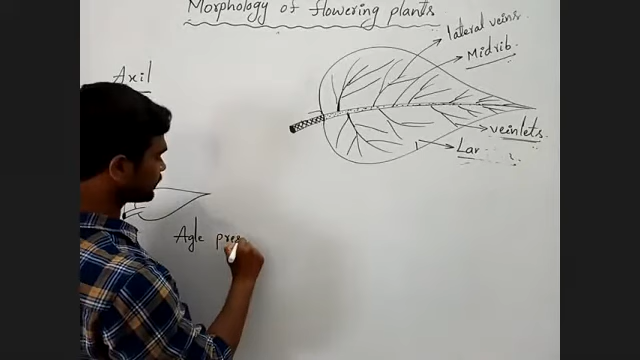 Morphology of flowering plants
lateral veins
Midrib.
Axil
veinlets.
Agle